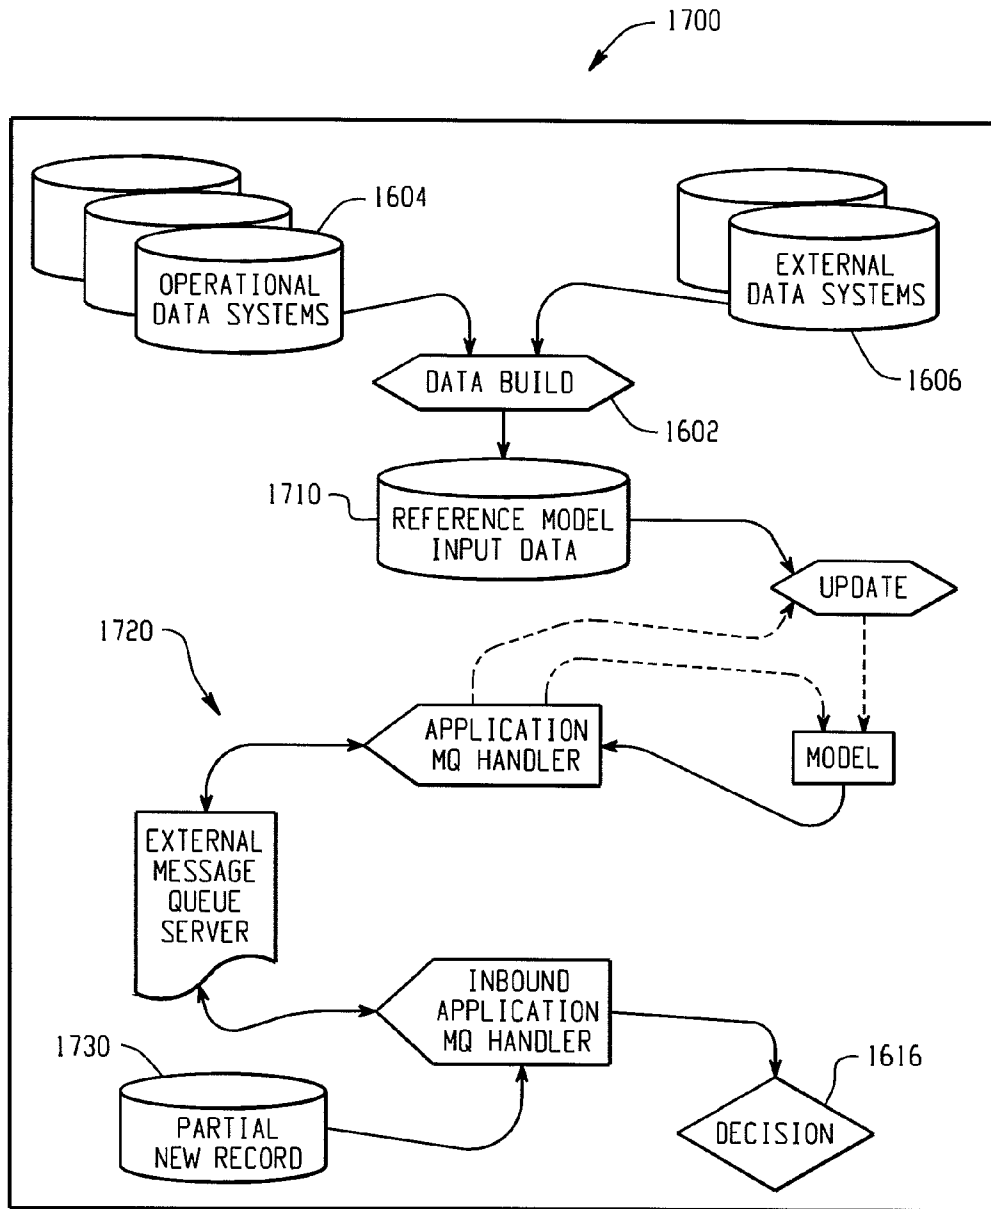 1700
1604
OPERATIONAL
DATA SYSTEMS
EXTERNAL
DATA SYSTEMS
1606
DATA BUILD
1602
1710
REFERENCE MODEL
INPUT DATA
UPDATE
1720
APPLICATION
MQ HANDLER
MODEL
EXTERNAL
MESSAGE
QUEUE
SERVER
INBOUND
APPLICATION
MQ HANDLER
1730
PARTIAL
NEW RECORD
1616
DECISION